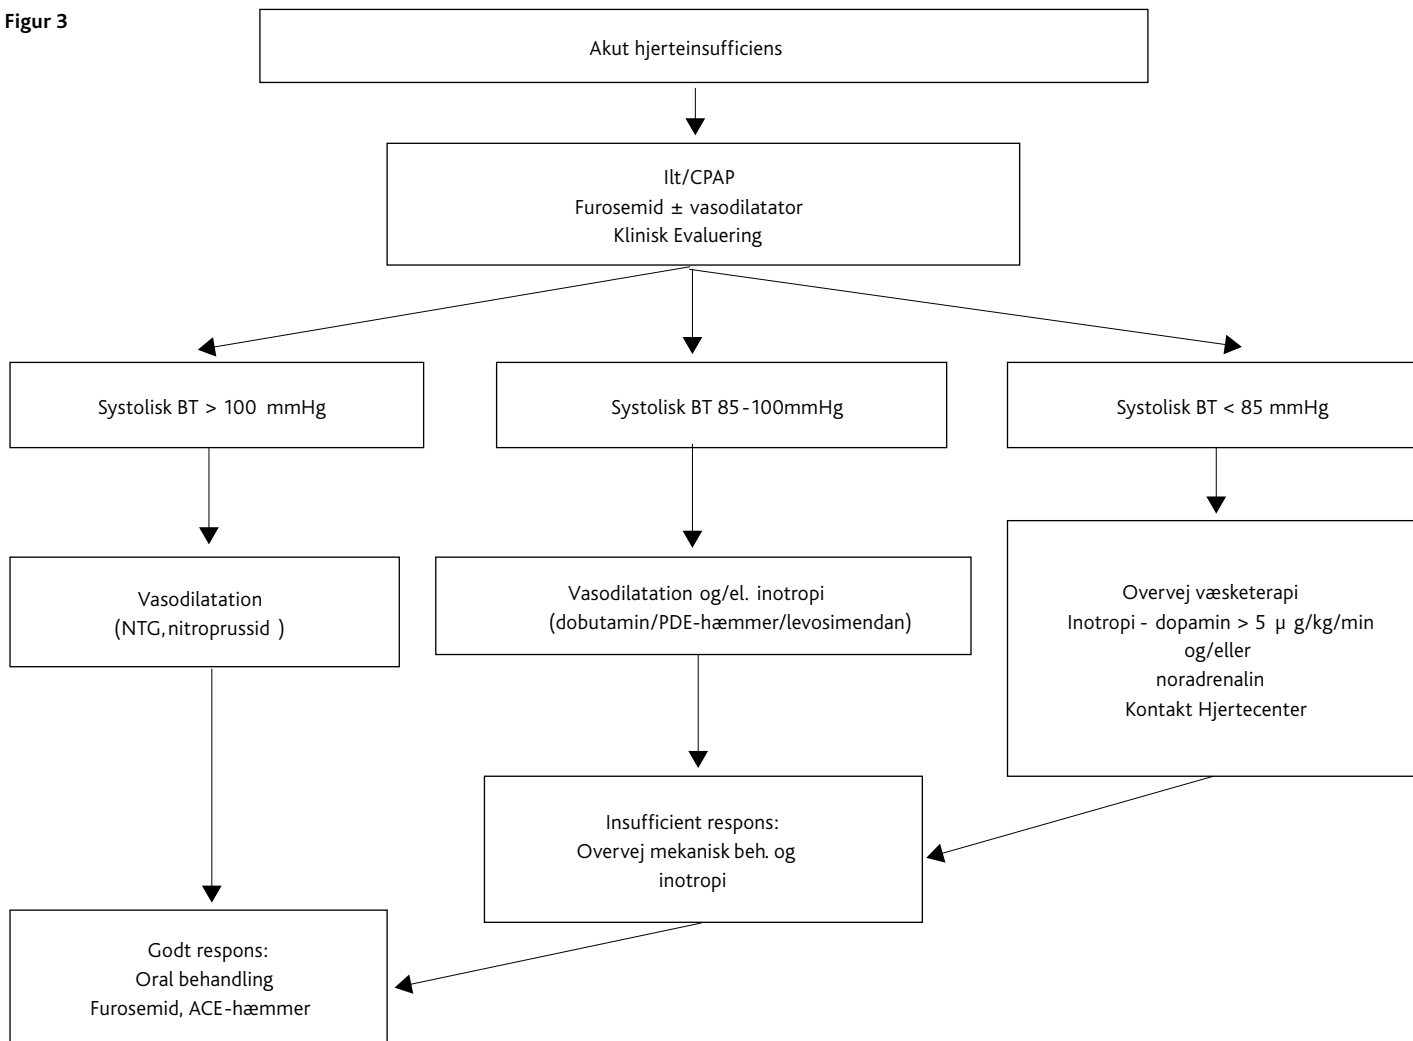 Figur 3
Akut hjerteinsufficiens
Ilt/CPAP
Furosemid ± vasodilatator
Klinisk Evaluering
Systolisk BT > 100 mmHg
Systolisk BT 85-100mmHg
Systolisk BT < 85 mmHg
Vasodilatation
(NTG,nitroprussid )
Vasodilatation og/el. inotropi
(dobutamin/PDE-hæmmer/levosimendan)
Overvej væsketerapi
Inotropi - dopamin > 5 µ g/kg/min
og/eller
noradrenalin
Kontakt Hjertecenter
Insufficient respons:
Overvej mekanisk beh. og
inotropi
Godt respons:
Oral behandling
Furosemid, ACE-hæmmer